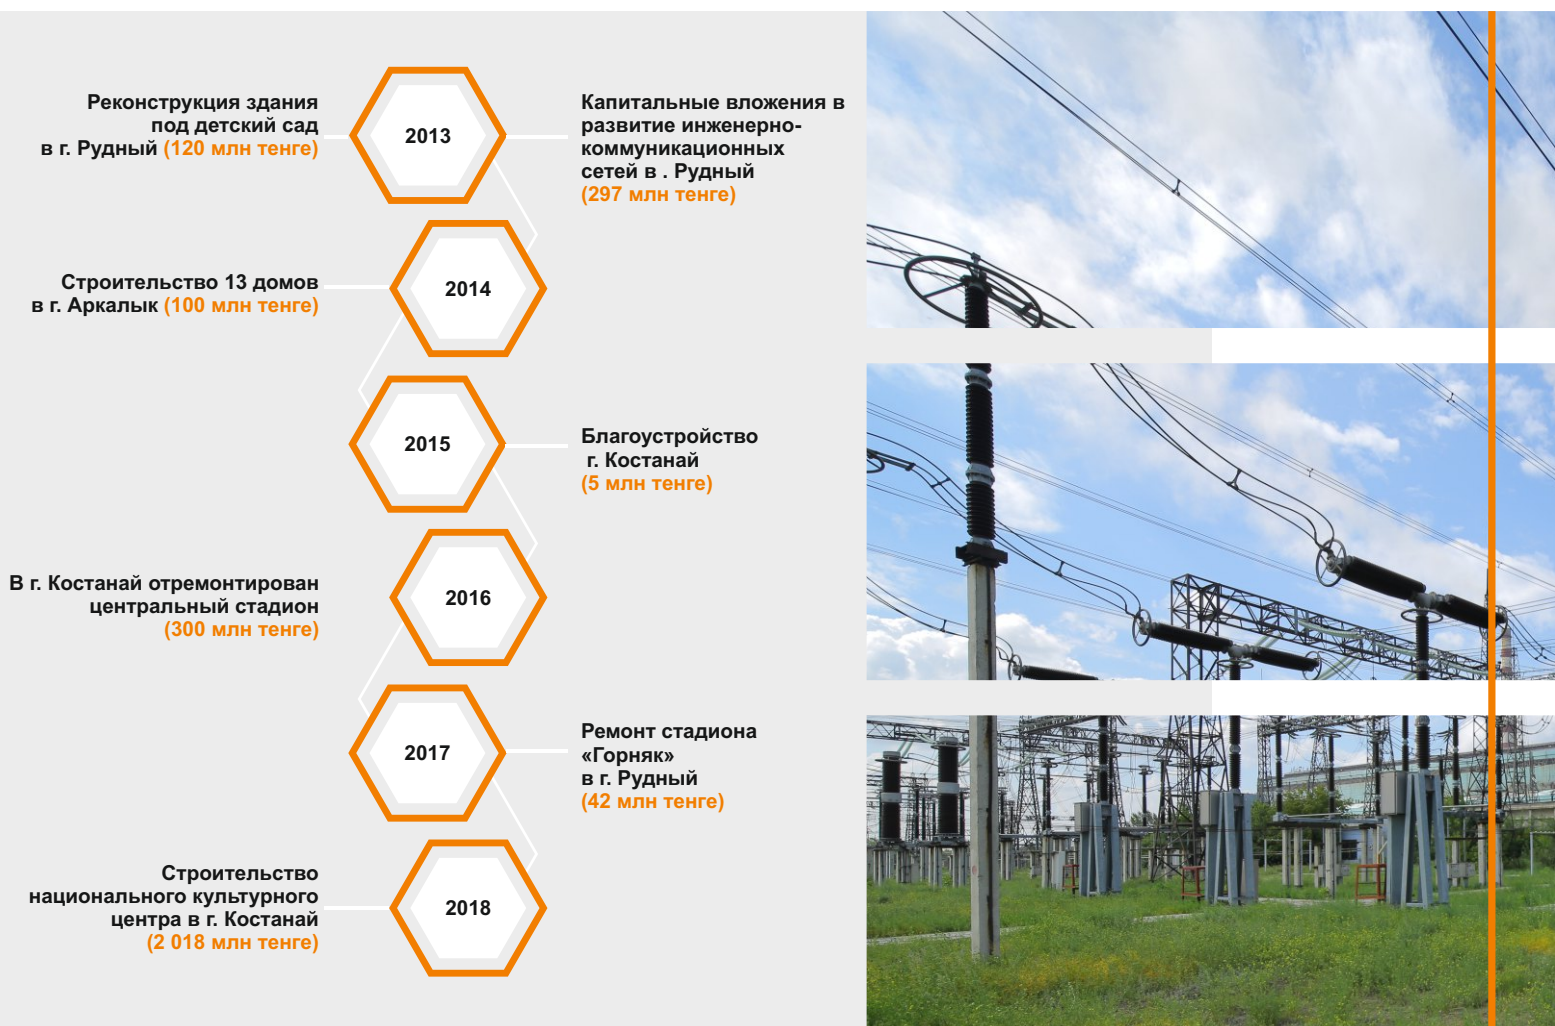 Реконструкция здания
под детский сад
в г. Рудный (120 млн тенге)
2013
Капитальные вложения в
развитие инженерно-
коммуникационных
сетей в . Рудный
(297 млн тенге)
Строительство 13 домов
в г. Аркалык (100 млн тенге)
2014
2015
Благоустройство
г. Костанай
(5 млн тенге)
В г. Костанай отремонтирован
центральный стадион
(300 млн тенге)
2016
2017
Ремонт стадиона
«Горняк»
в г. Рудный
(42 млн тенге)
Строительство
национального культурного
центра в г. Костанай
(2 018 млн тенге)
2018